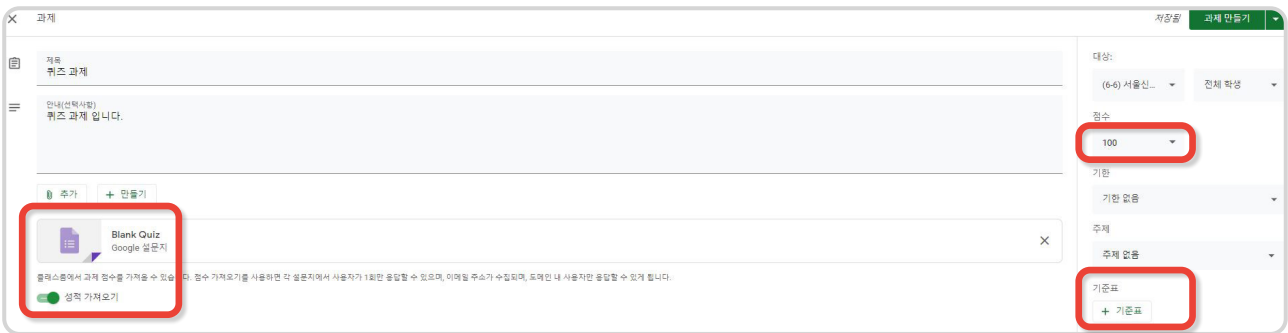 과제
저장됨
과제 만들기
제목
퀴즈 과제
안내(선택사항)
퀴즈 과제 입니다.
추가
만들기
Blank Quiz
Google 설문지
클래스룸에서 과제 점수를 가져올 수 있습니다. 점수 가져오기를 사용하면 각 설문지에서 사용자가 1회만 응답할 수 있으며, 이메일 주소가 수집되며, 도메인 내 사용자만 응답할 수 있게 됩니다.
성적 가져오기
대상:
(6-6) 서울신...
전체 학생
점수
100
기한
기한 없음
주제
주제 없음
기준표
+ 기준표